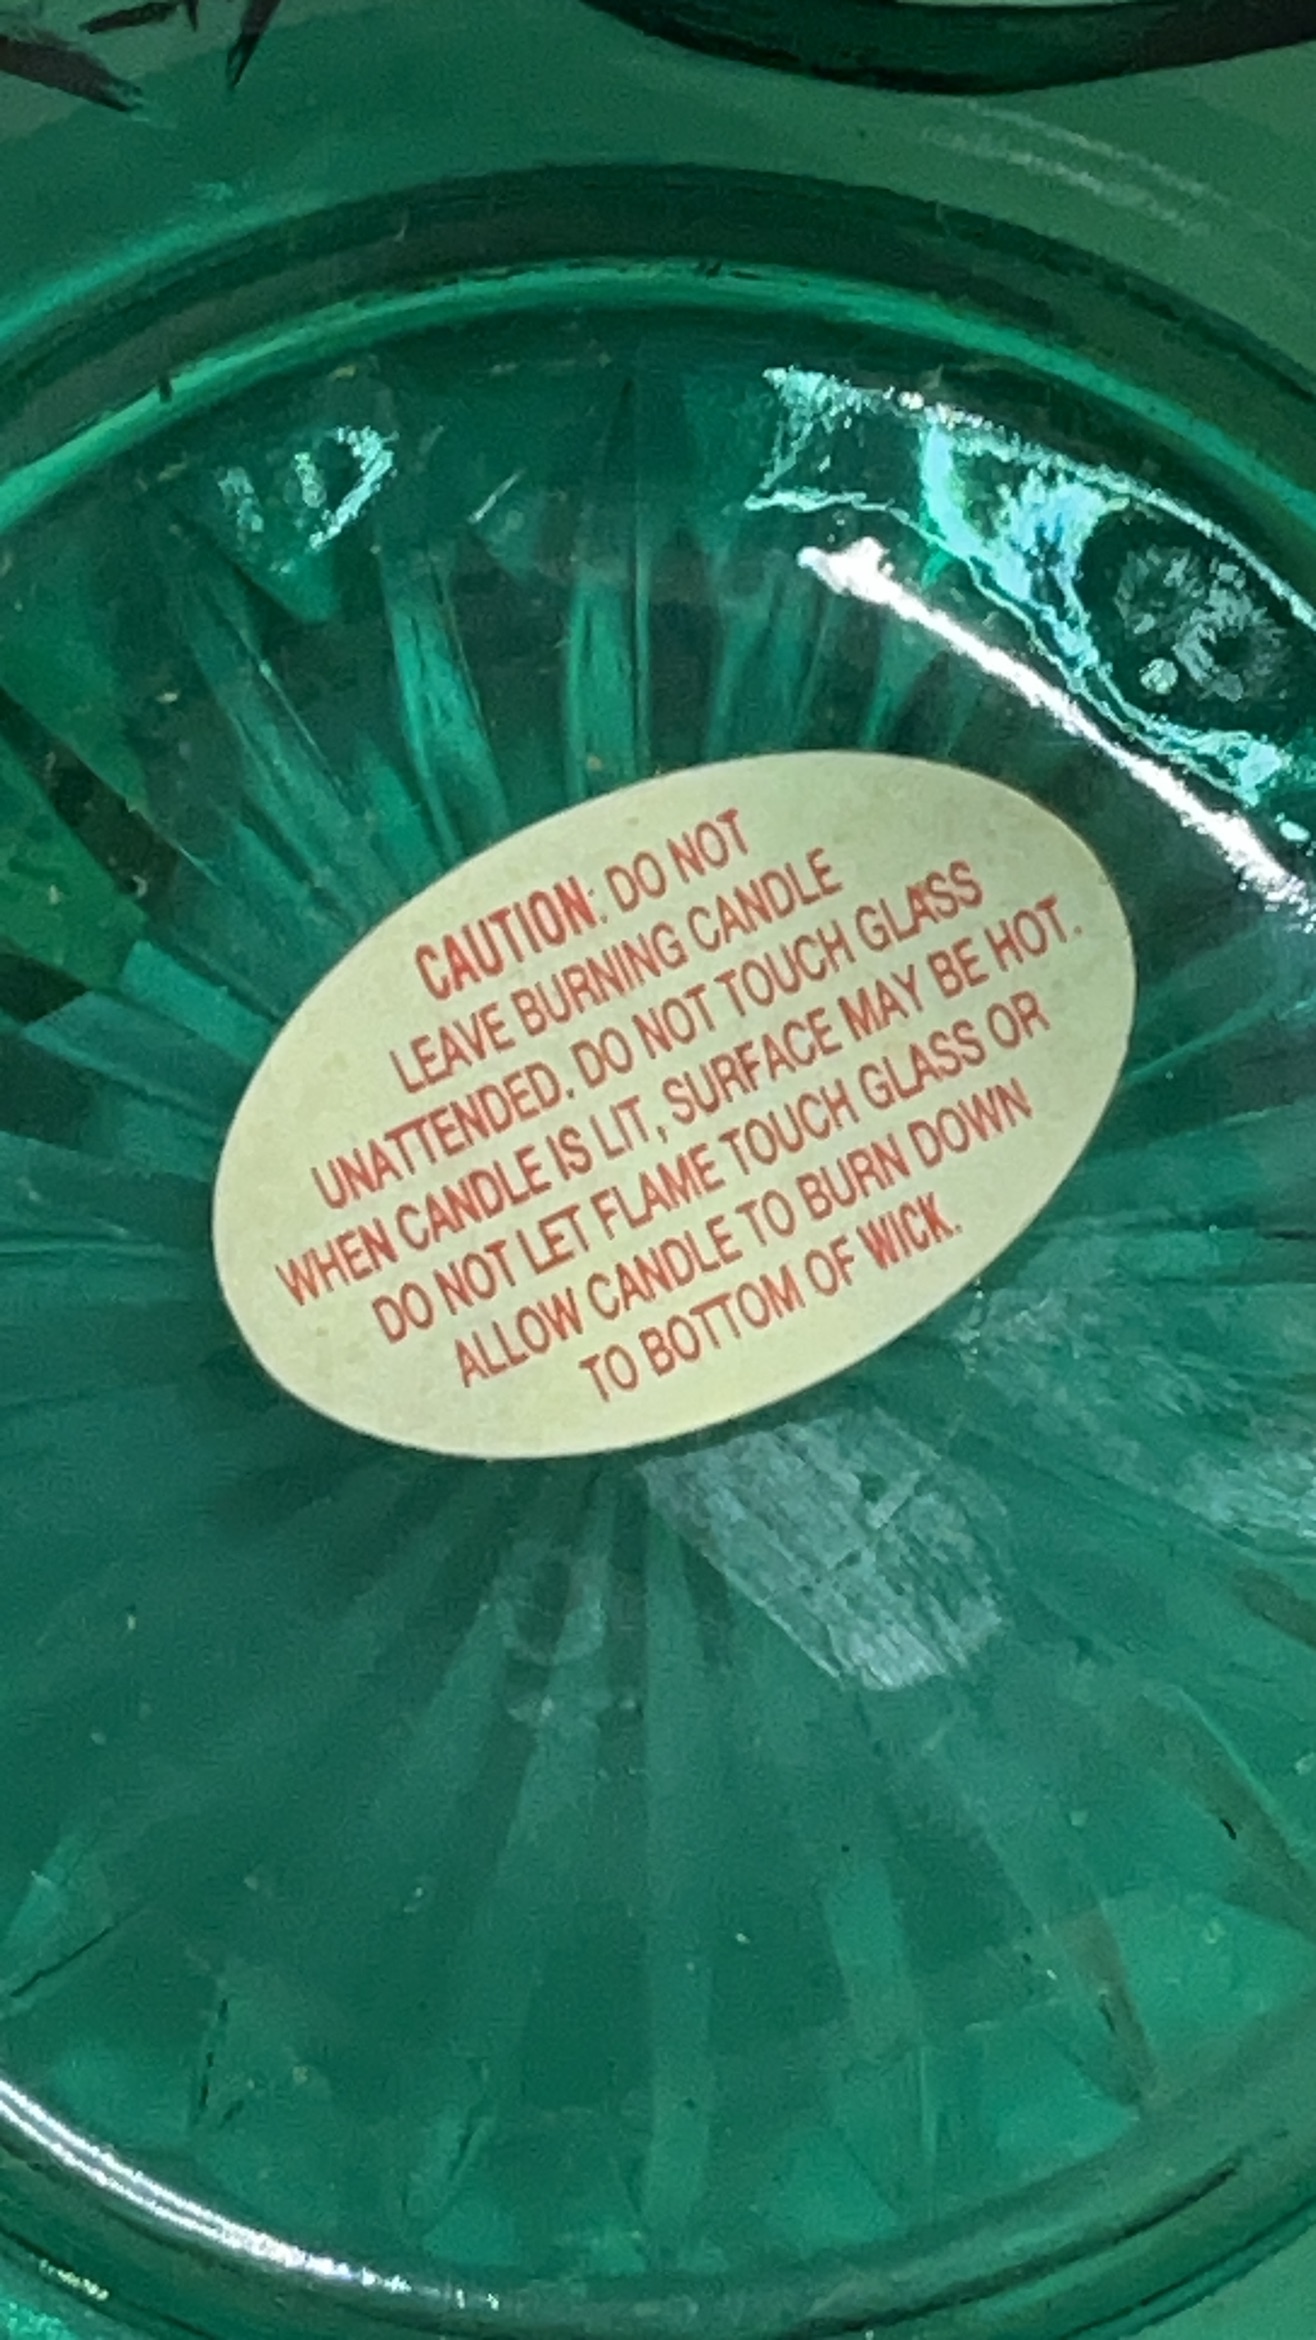 CAUTION: DO NOT
LEAVE BURNING CANDLE
UNATTENDED. DO NOT TOUCH GLASS
WHEN CANDLE IS LIT, SURFACE MAY BE HOT.
DO NOT LET FLAME TOUCH GLASS OR
ALLOW CANDLE TO BURN DOWN
TO BOTTOM OF WICK.